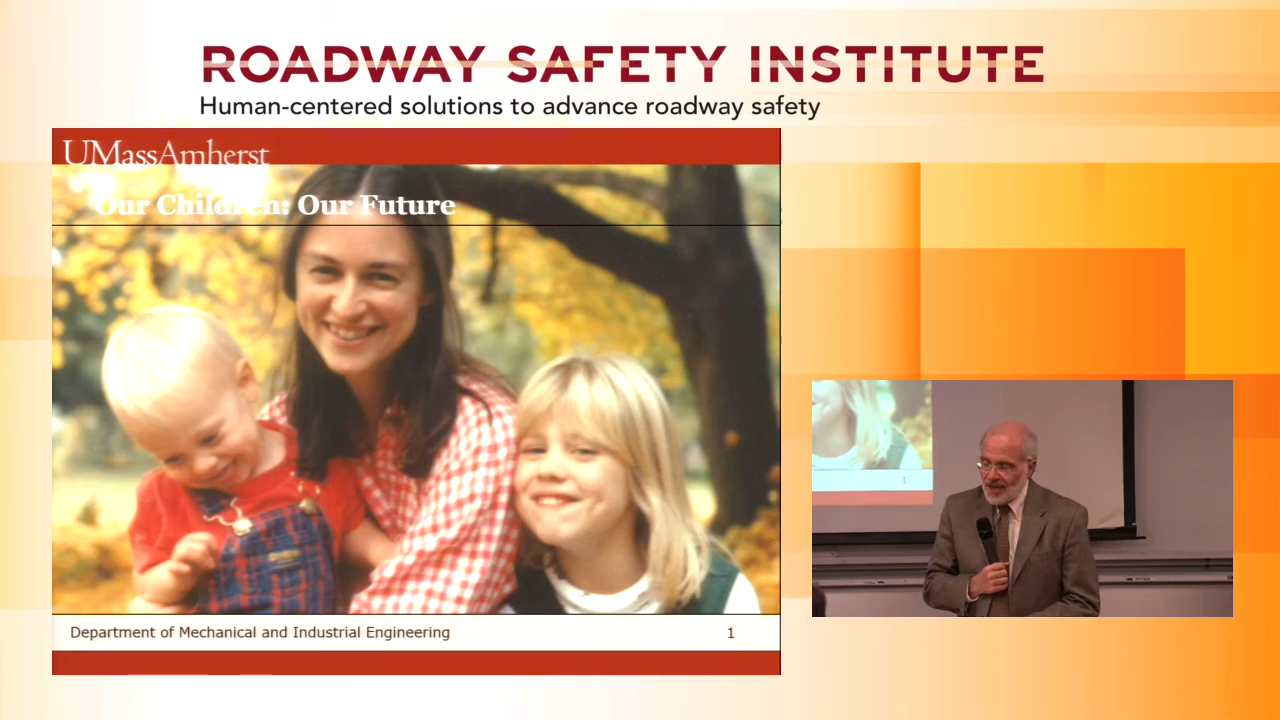 ROADWAY SAFETY INSTITUTE
Human-centered solutions to advance roadway safety
UMassAmherst
Our Children: Our Future
Department of Mechanical and Industrial Engineering 1
1